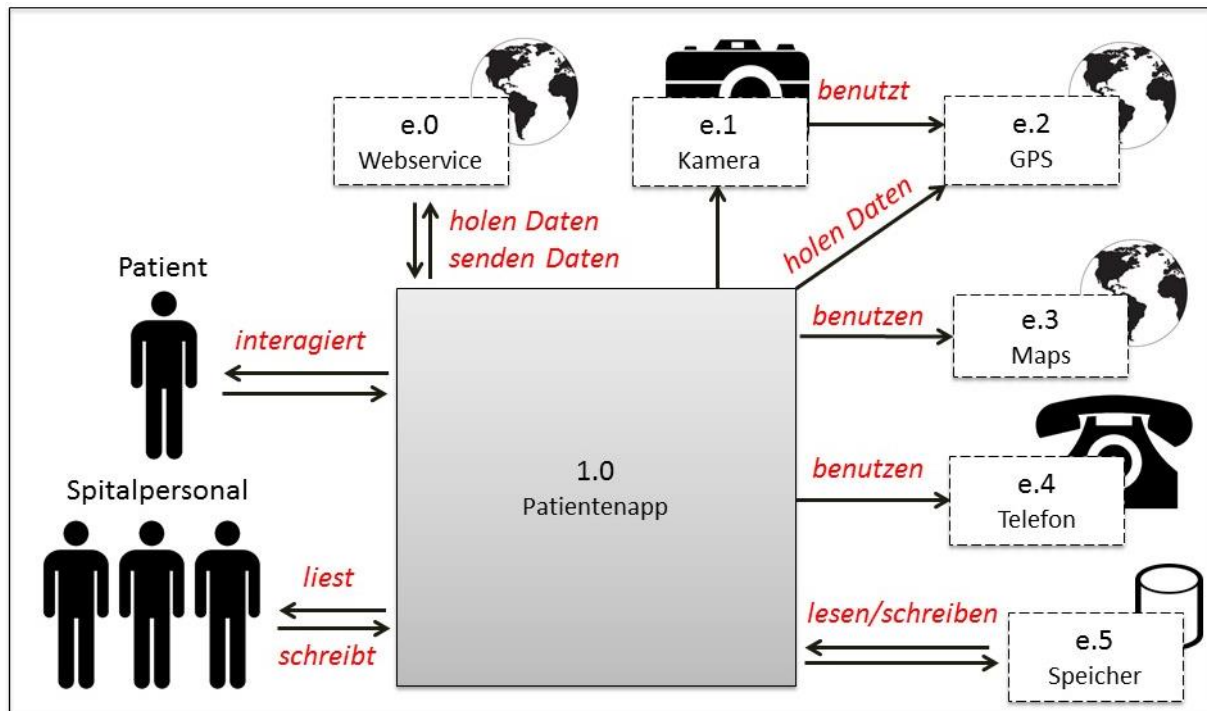 e.0
Webservice
e.1
Kamera
benutzt
e.2
GPS
holen Daten
senden Daten
holen Daten
Patient
interagiert
benutzen
e.3
Maps
1.0
Patientenapp
benutzen
e.4
Telefon
Spitalpersonal
liest
schreibt
lesen/schreiben
e.5
Speicher